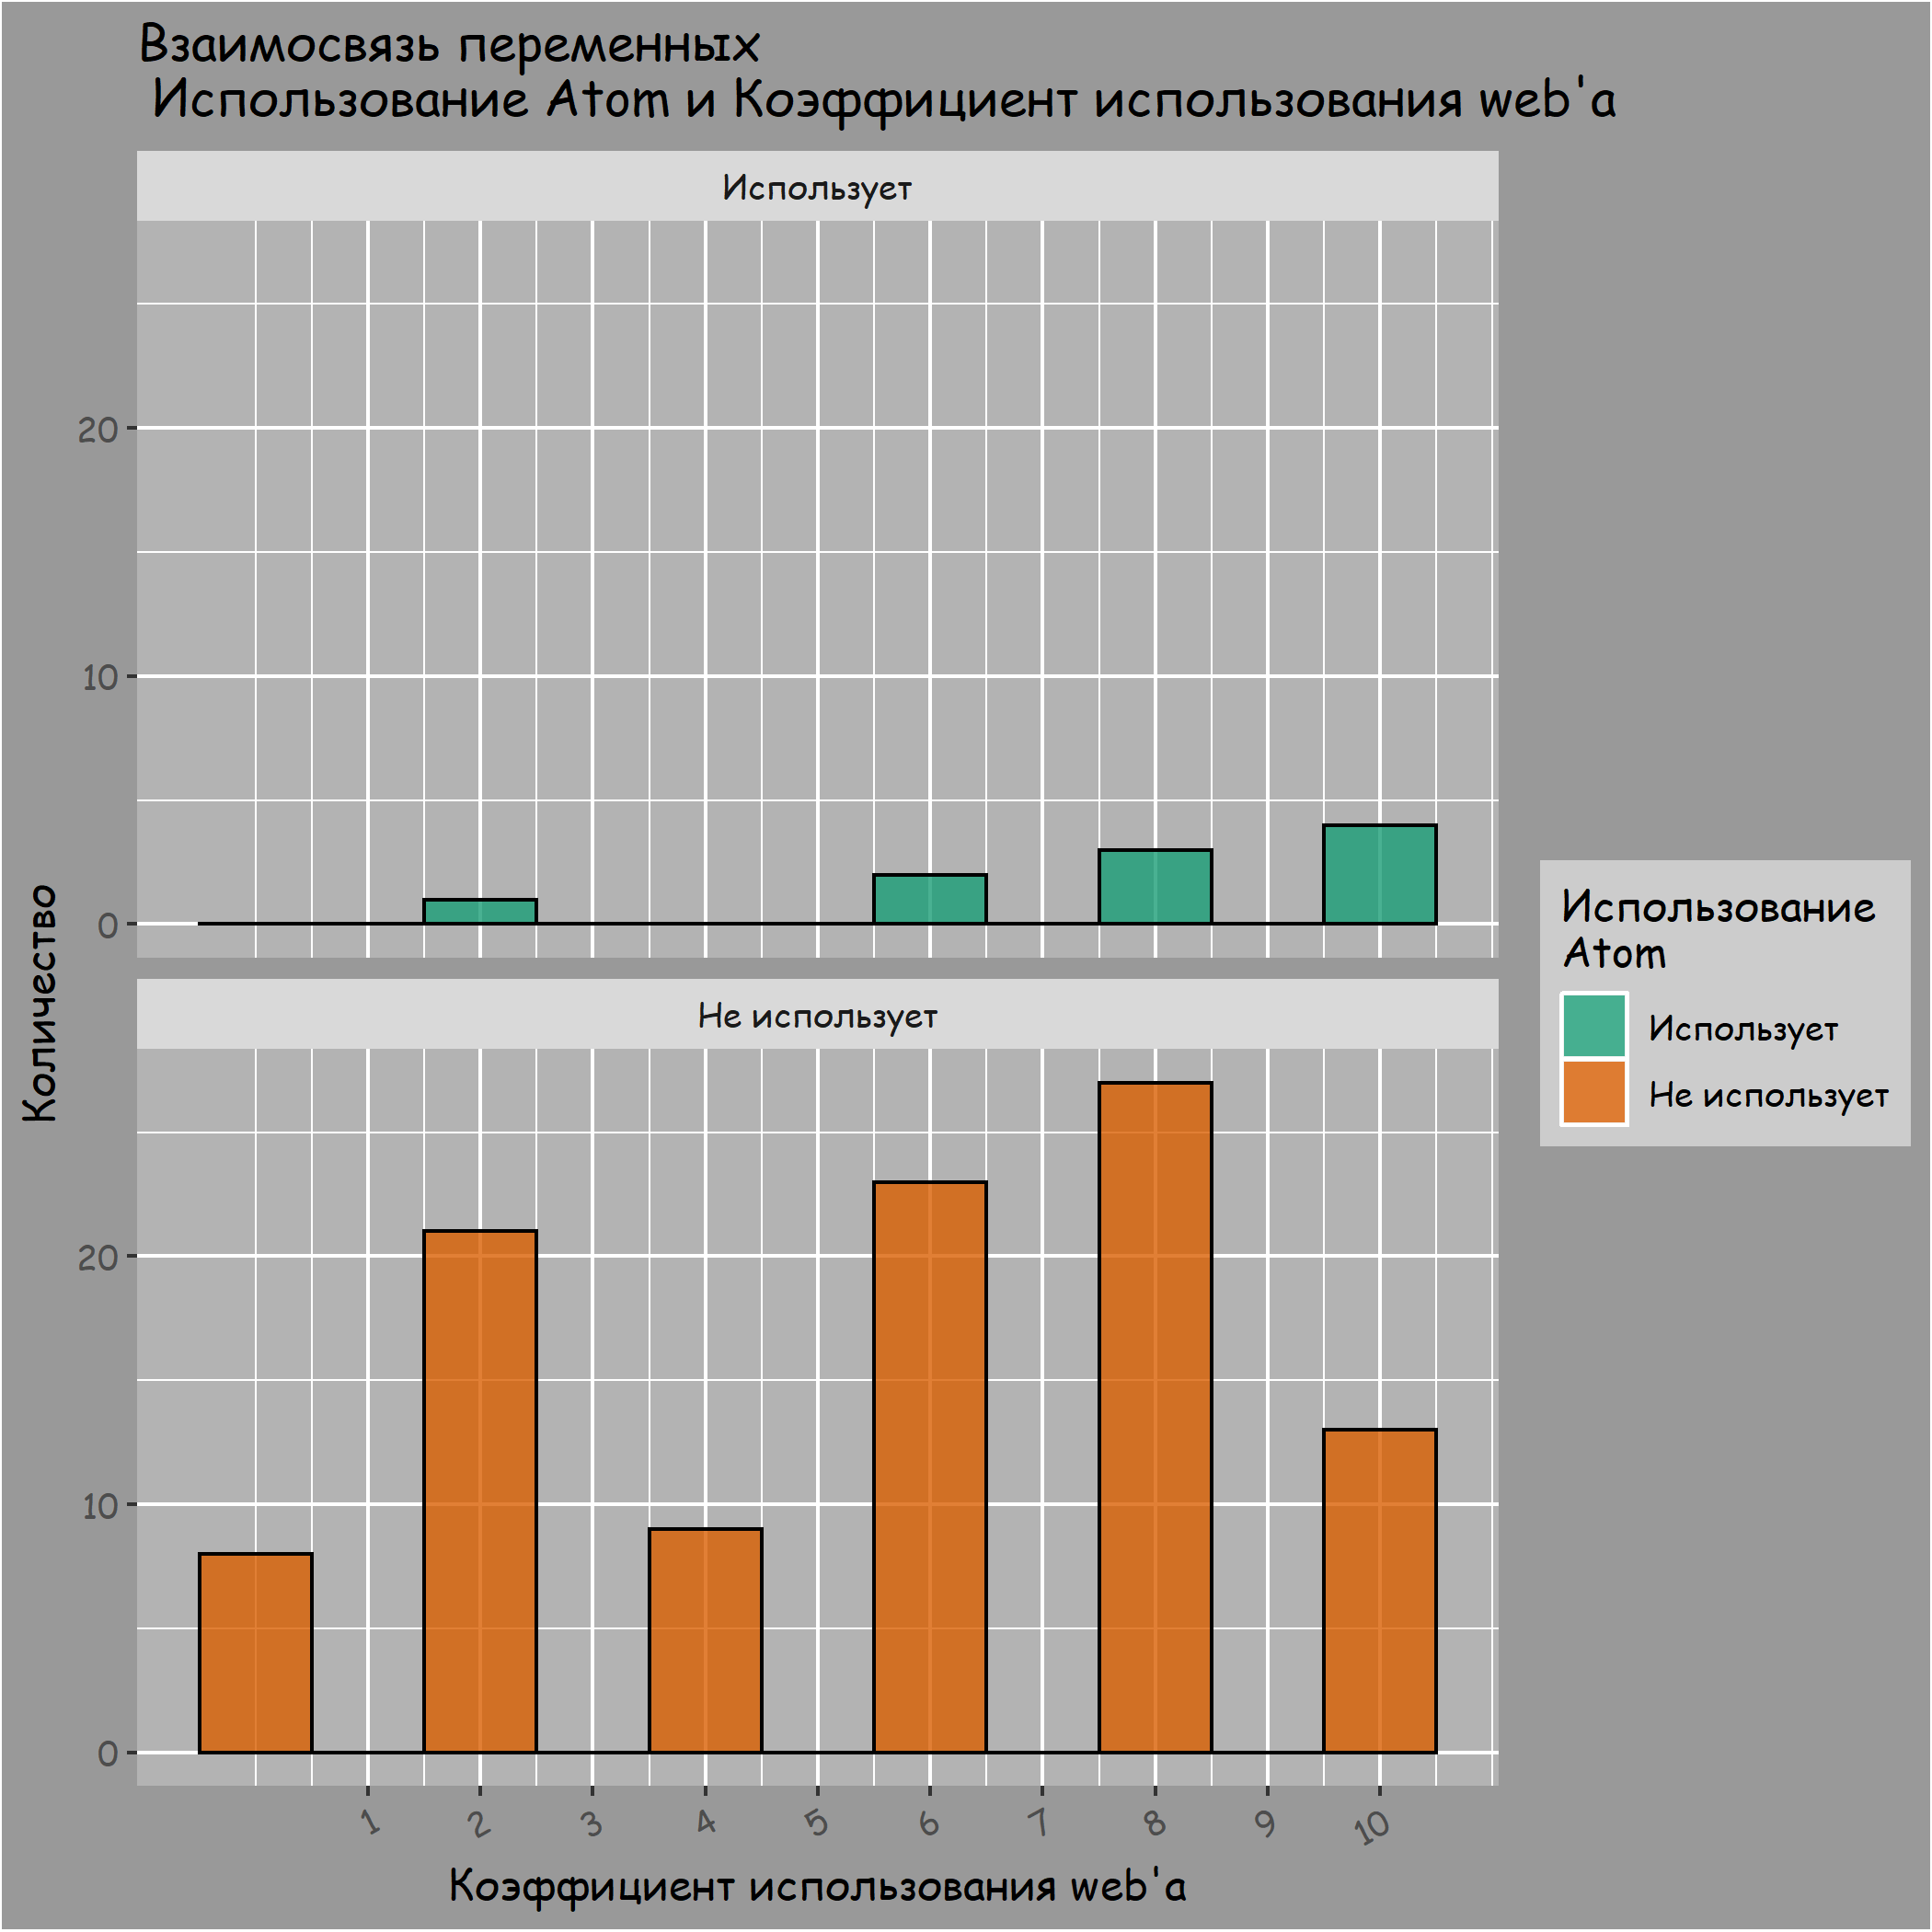 Взаимосвязь переменных
Использование Atom и Коэффициент использования web'а
Использует
20
10
0
Не использует
20
10
0
1 2 3 4 5 6 7 8 9 10
Коэффициент использования web'а
Количество
Использование
Atom
Использует
Не использует